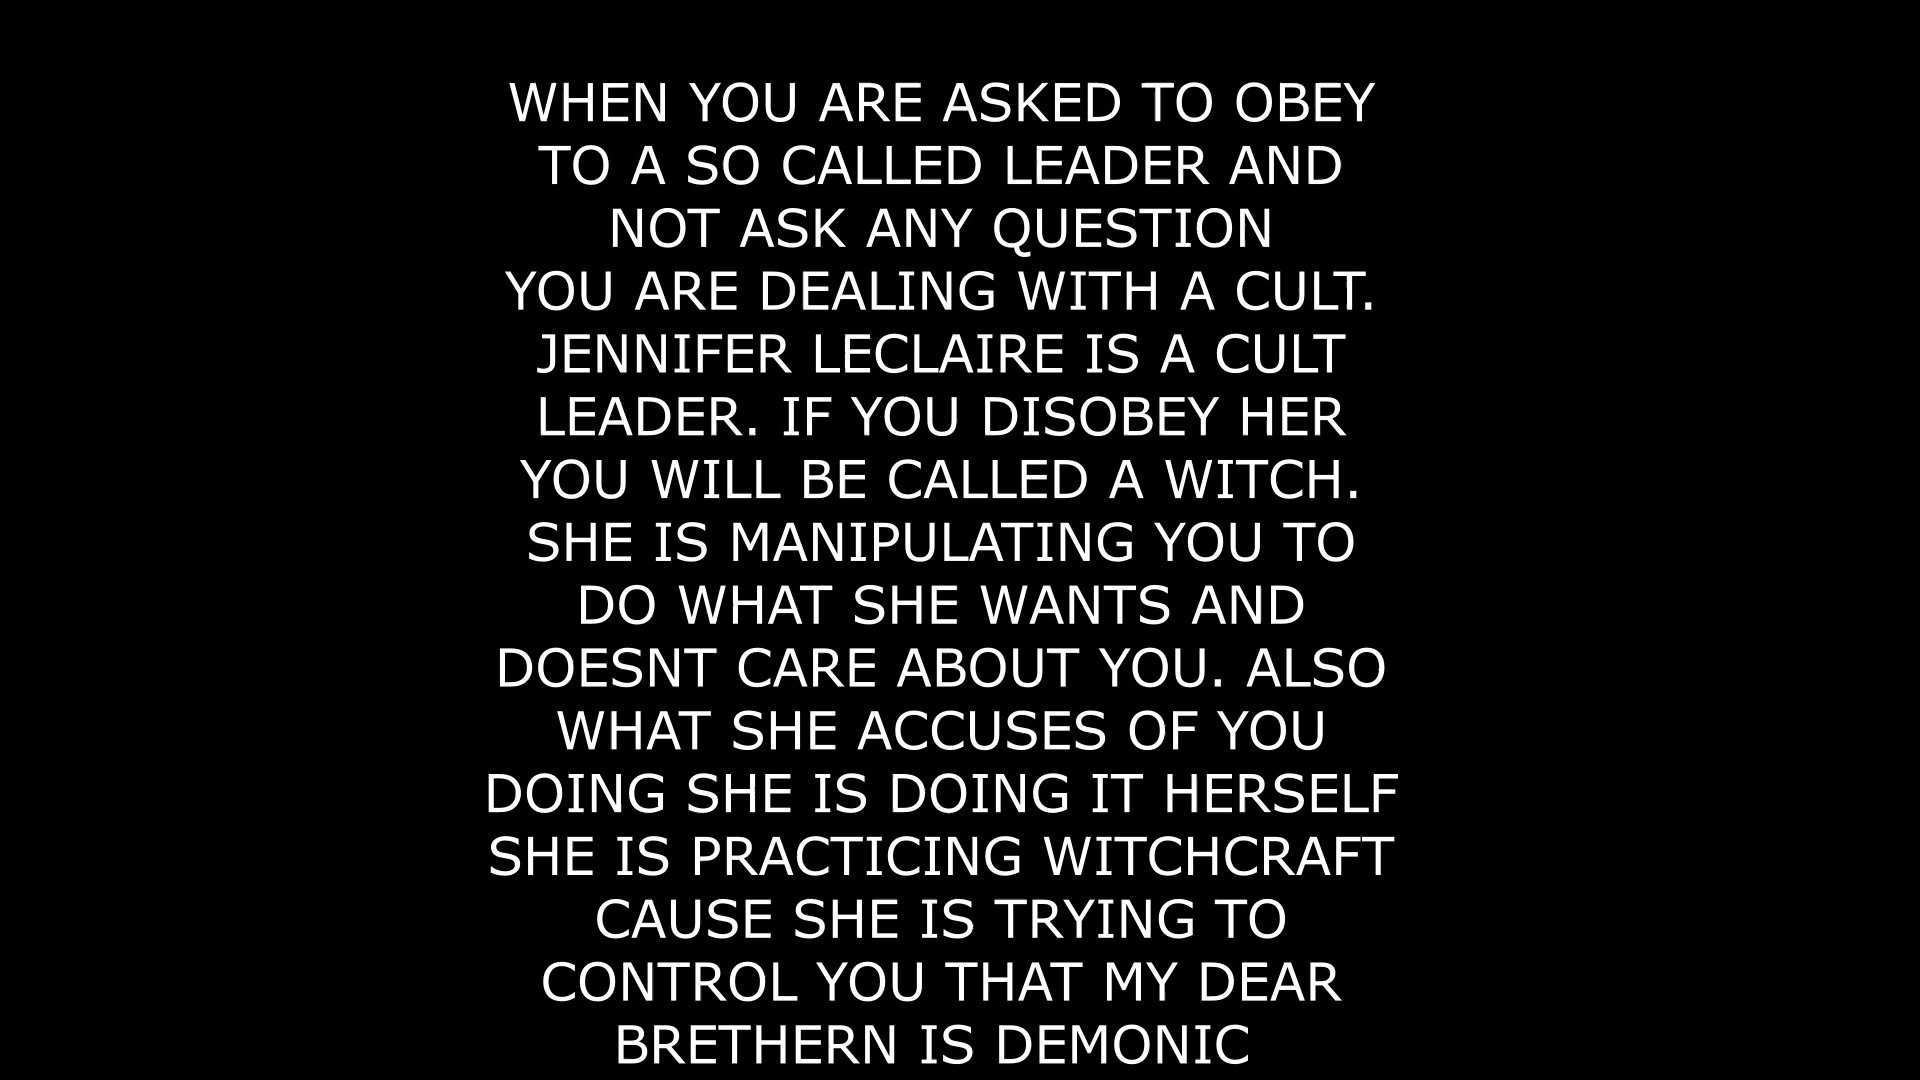 WHEN YOU ARE ASKED TO OBEY
TO A SO CALLED LEADER AND
NOT ASK ANY QUESTION
YOU ARE DEALING WITH A CULT.
JENNIFER LECLAIRE IS A CULT
LEADER. IF YOU DISOBEY HER
YOU WILL BE CALLED A WITCH.
SHE IS MANIPULATING YOU TO
DO WHAT SHE WANTS AND
DOESNT CARE ABOUT YOU. ALSO
WHAT SHE ACCUSES OF YOU
DOING SHE IS DOING IT HERSELF
SHE IS PRACTICING WITCHCRAFT
CAUSE SHE IS TRYING TO
CONTROL YOU THAT MY DEAR
BRETHERN IS DEMONIC